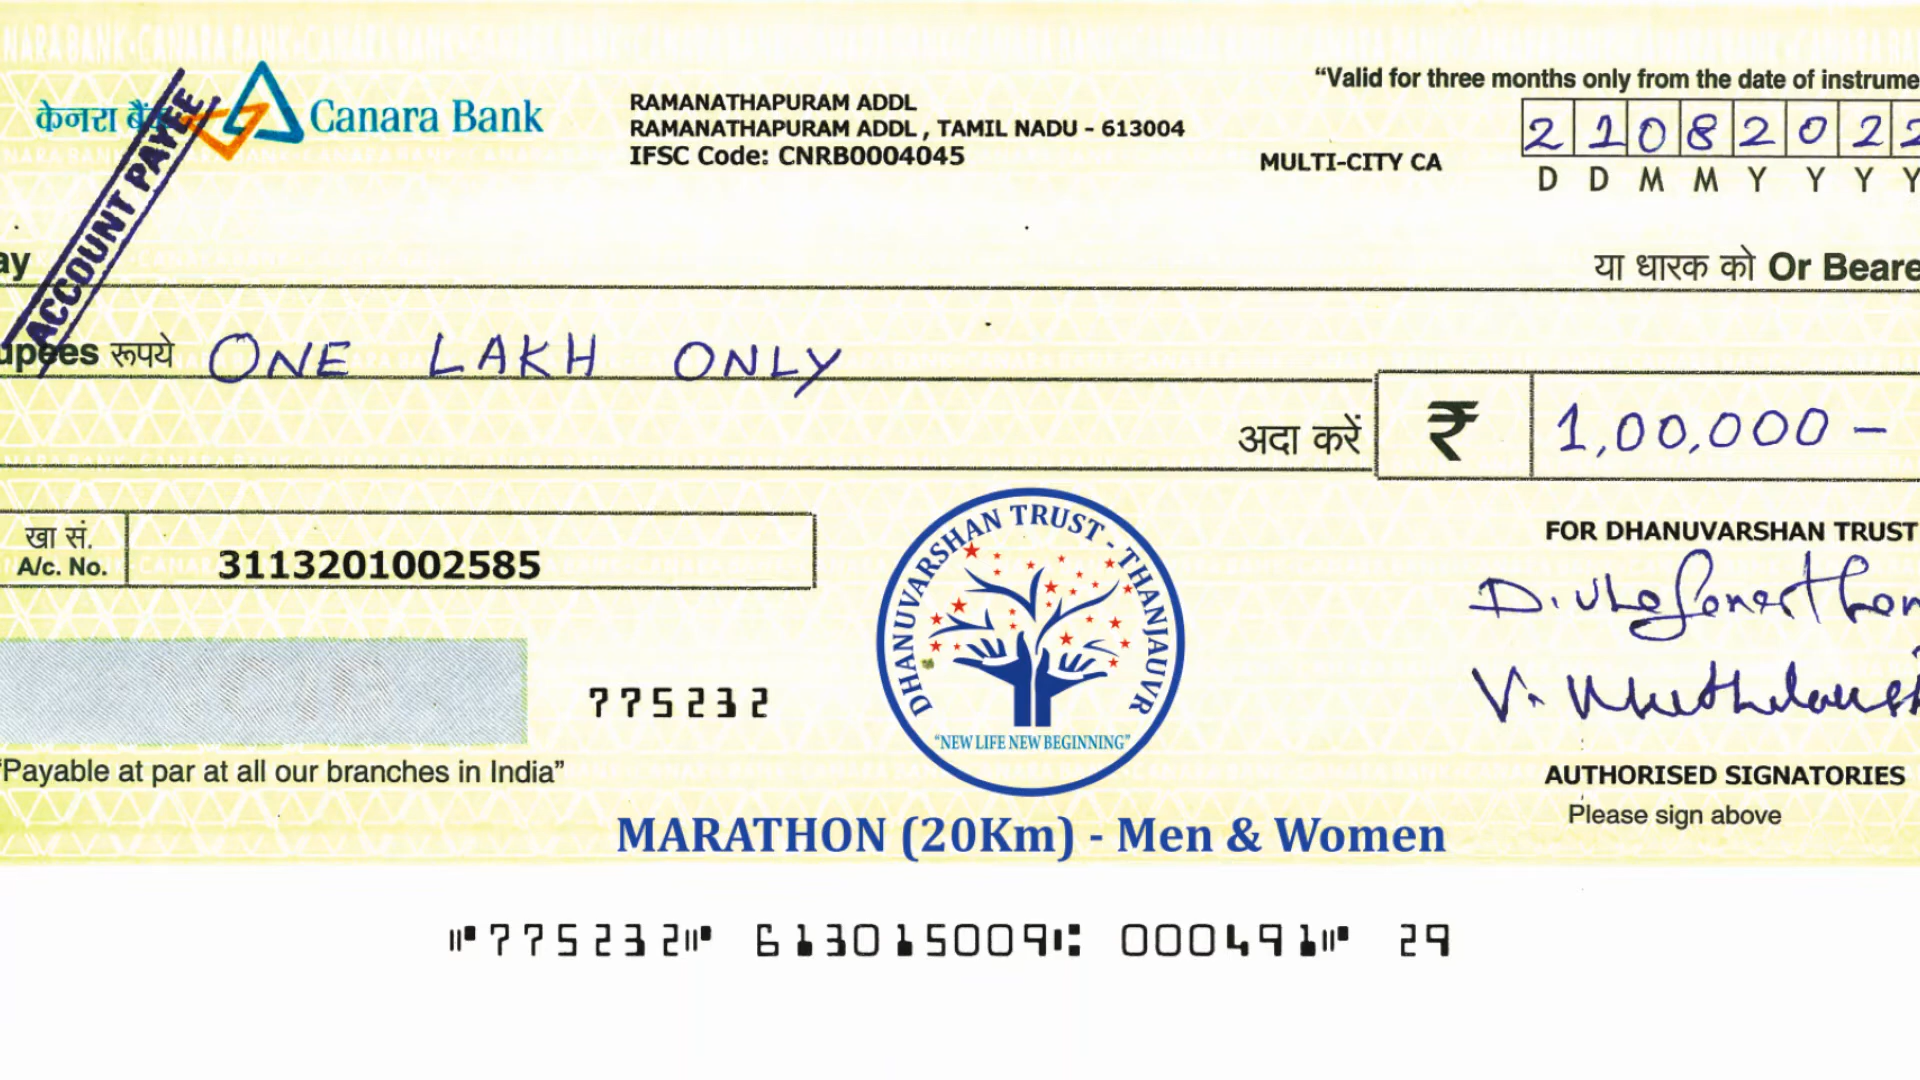 केनरा बैंक Canara Bank
ACCOUNT PAYEE
RAMANATHAPURAM ADDL
RAMANATHAPURAM ADDL , TAMIL NADU - 613004
IFSC Code: CNRB0004045
MULTI-CITY CA
“Valid for three months only from the date of instrume
2 1 0 8 2 0 2 2
D D M M Y Y Y Y
ay
या धारक को Or Beare
upees रूपये ONE LAKH ONLY
अदा करें ₹ 1,00,000 –
खा सं.
A/c. No. 3113201002585
DHANUVARSHAN TRUST - THANJAUVR
“NEW LIFE NEW BEGINNING”
FOR DHANUVARSHAN TRUST
775232
“Payable at par at all our branches in India”
AUTHORISED SIGNATORIES
Please sign above
MARATHON (20Km) - Men & Women
⑈775232⑈ 613015009⑆ 000491⑈ 29